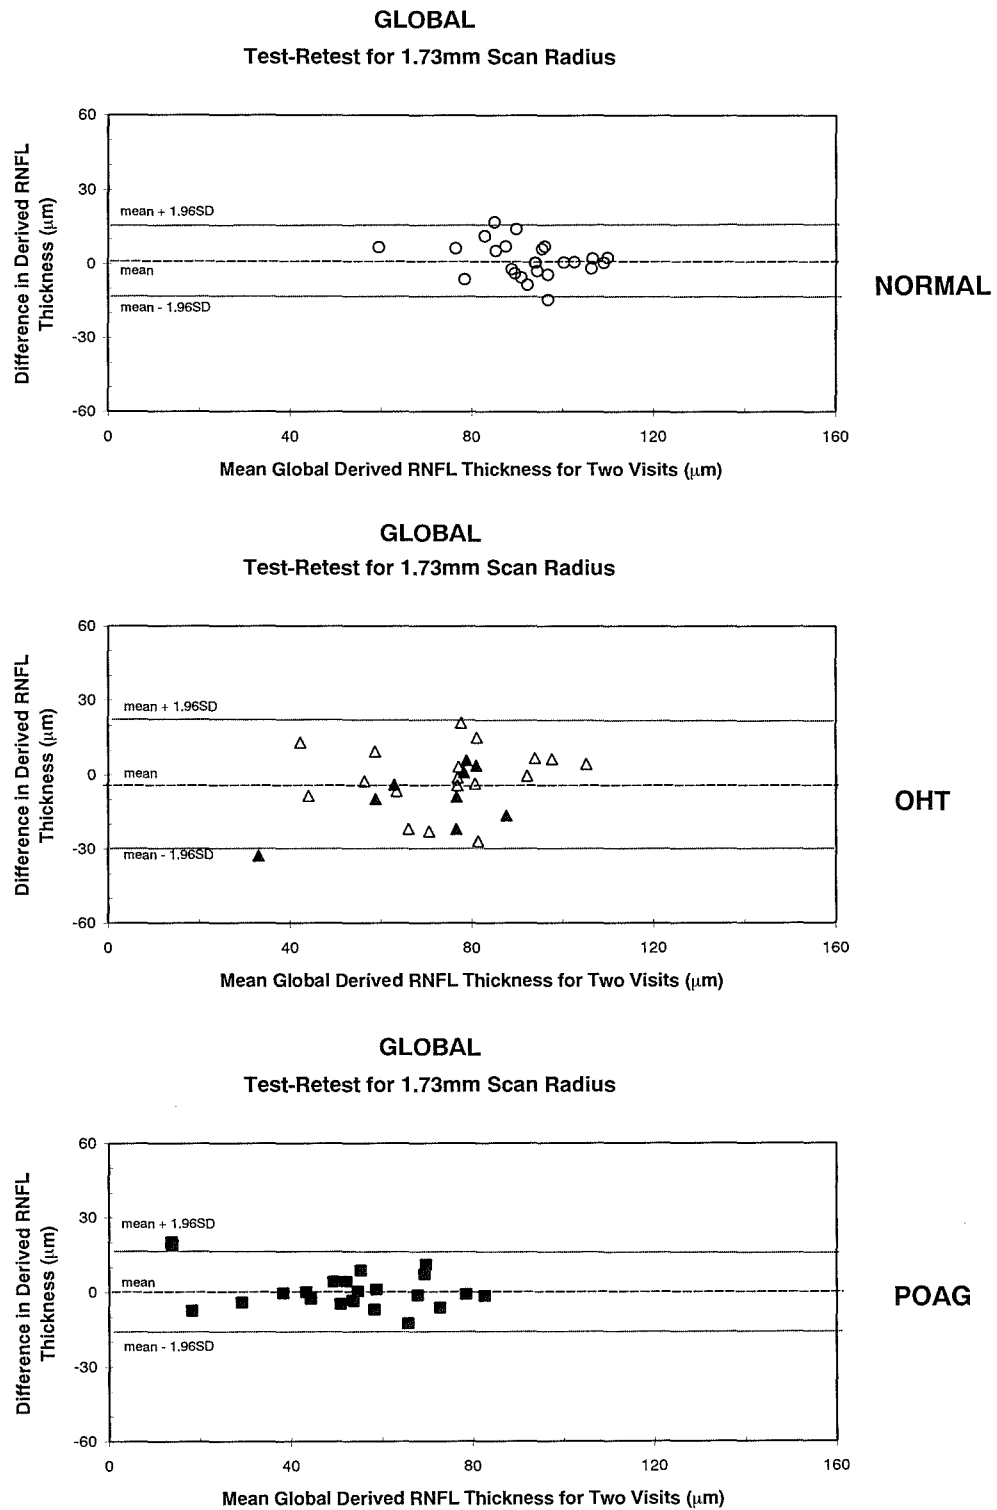 GLOBAL
Test-Retest for 1.73mm Scan Radius
Difference in Derived RNFL
Thickness (μm)
60
30
0
-30
-60
mean + 1.96SD
mean
mean - 1.96SD
0 40 80 120 160
Mean Global Derived RNFL Thickness for Two Visits (μm)
NORMAL
GLOBAL
Test-Retest for 1.73mm Scan Radius
Difference in Derived RNFL
Thickness (μm)
60
30
0
-30
-60
mean + 1.96SD
mean
mean - 1.96SD
0 40 80 120 160
Mean Global Derived RNFL Thickness for Two Visits (μm)
OHT
GLOBAL
Test-Retest for 1.73mm Scan Radius
Difference in Derived RNFL
Thickness (μm)
60
30
0
-30
-60
mean + 1.96SD
mean
mean - 1.96SD
0 40 80 120 160
Mean Global Derived RNFL Thickness for Two Visits (μm)
POAG